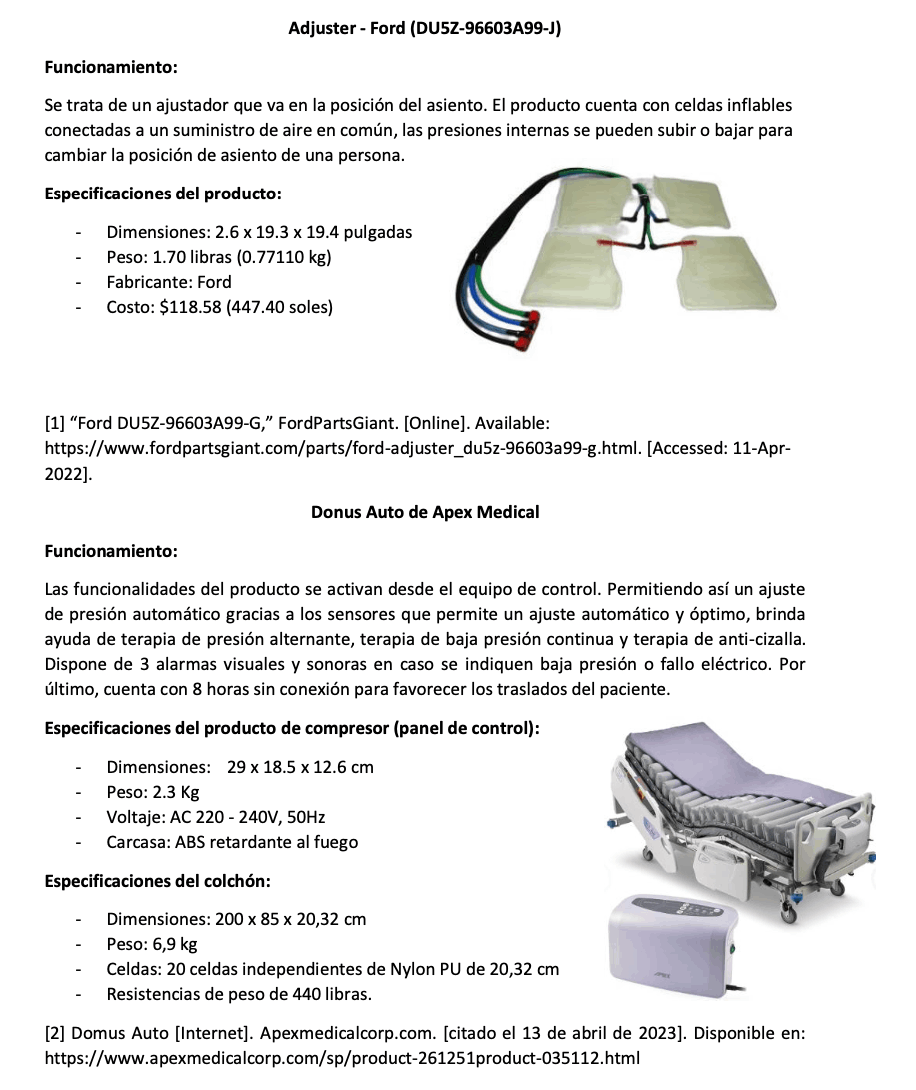 Adjuster - Ford (DU5Z-96603A99-J)
Funcionamiento:
Se trata de un ajustador que va en la posición del asiento. El producto cuenta con celdas inflables
conectadas a un suministro de aire en común, las presiones internas se pueden subir o bajar para
cambiar la posición de asiento de una persona.
Especificaciones del producto:
- Dimensiones: 2.6 x 19.3 x 19.4 pulgadas
- Peso: 1.70 libras (0.77110 kg)
- Fabricante: Ford
- Costo: $118.58 (447.40 soles)
[1] “Ford DU5Z-96603A99-G,” FordPartsGiant. [Online]. Available:
https://www.fordpartsgiant.com/parts/ford-adjuster_du5z-96603a99-g.html. [Accessed: 11-Apr-
2022].
Donus Auto de Apex Medical
Funcionamiento:
Las funcionalidades del producto se activan desde el equipo de control. Permitiendo así un ajuste
de presión automático gracias a los sensores que permite un ajuste automático y óptimo, brinda
ayuda de terapia de presión alternante, terapia de baja presión continua y terapia de anti-cizalla.
Dispone de 3 alarmas visuales y sonoras en caso se indiquen baja presión o fallo eléctrico. Por
último, cuenta con 8 horas sin conexión para favorecer los traslados del paciente.
Especificaciones del producto de compresor (panel de control):
- Dimensiones: 29 x 18.5 x 12.6 cm
- Peso: 2.3 Kg
- Voltaje: AC 220 - 240V, 50Hz
- Carcasa: ABS retardante al fuego
Especificaciones del colchón:
- Dimensiones: 200 x 85 x 20,32 cm
- Peso: 6,9 kg
- Celdas: 20 celdas independientes de Nylon PU de 20,32 cm
- Resistencias de peso de 440 libras.
APEX
[2] Domus Auto [Internet]. Apexmedicalcorp.com. [citado el 13 de abril de 2023]. Disponible en:
https://www.apexmedicalcorp.com/sp/product-261251product-035112.html